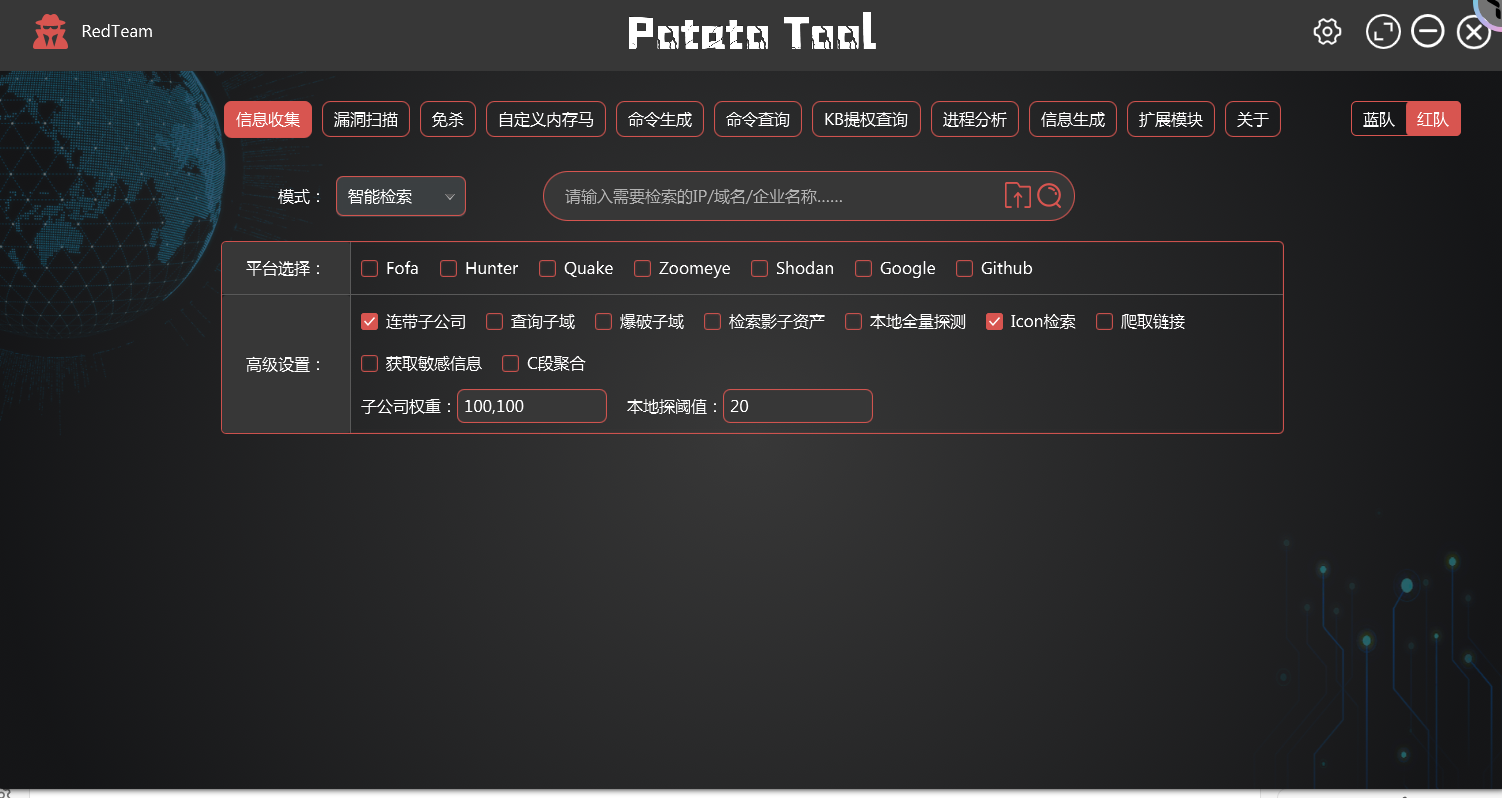 RedTeam
Potato Tool
信息收集 漏洞扫描 免杀 自定义内存马 命令生成 命令查询 KB提权查询 进程分析 信息生成 扩展模块 关于 蓝队 红队
模式： 智能检索 请输入需要检索的IP/域名/企业名称......
平台选择： Fofa Hunter Quake Zoomeye Shodan Google Github
连带子公司 查询子域 爆破子域 检索影子资产 本地全量探测 Icon检索 爬取链接
高级设置： 获取敏感信息 C段聚合
子公司权重： 100,100 本地探阈值： 20